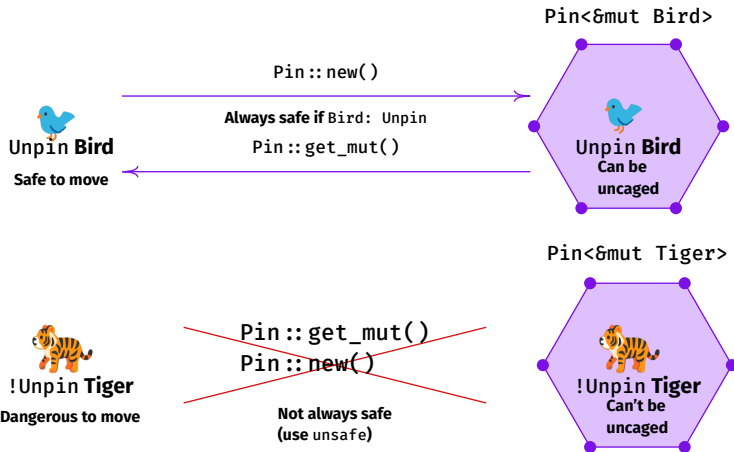 Pin<&mut Bird>
Pin::new()
Always safe if Bird: Unpin
Pin::get_mut()
Unpin Bird
Safe to move
Unpin Bird
Can be
uncaged
Pin<&mut Tiger>
Pin::get_mut()
Pin::new()
!Unpin Tiger
Dangerous to move
Not always safe
(use unsafe)
!Unpin Tiger
Can't be
uncaged